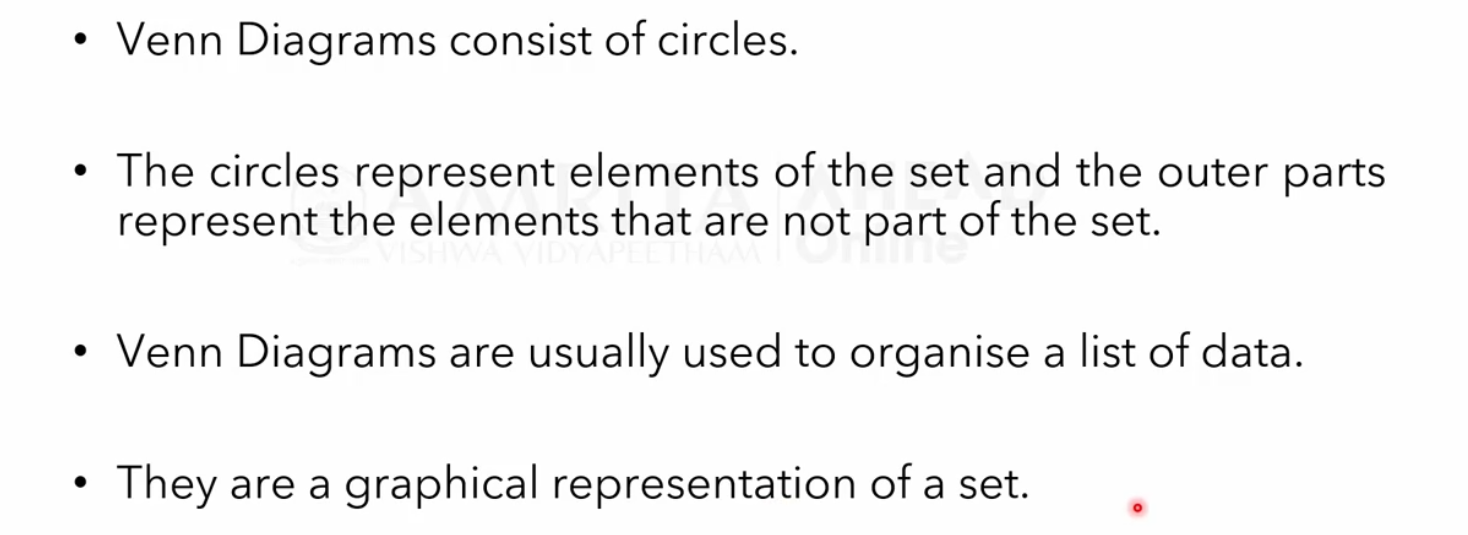 • Venn Diagrams consist of circles.
• The circles represent elements of the set and the outer parts
represent the elements that are not part of the set.
AMRITA AHEAD
VISHWA VIDYAPEETHAM Online
• Venn Diagrams are usually used to organise a list of data.
• They are a graphical representation of a set.